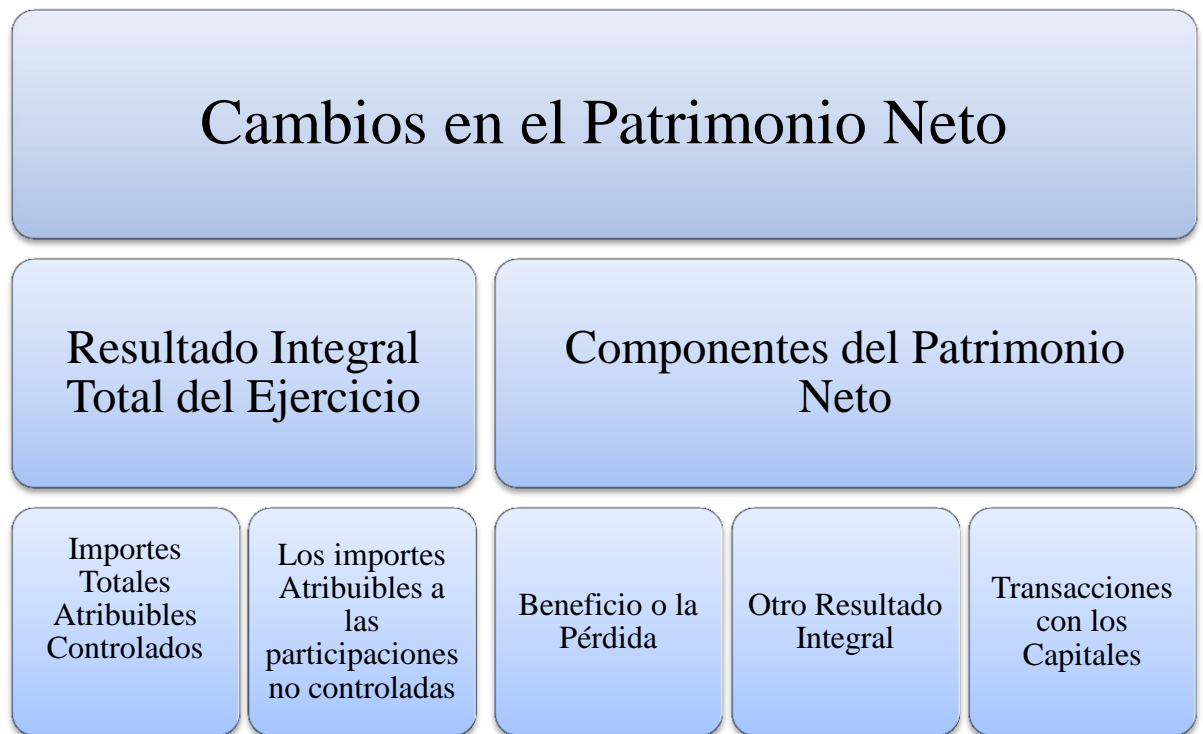 Cambios en el Patrimonio Neto
Resultado Integral
Total del Ejercicio
Componentes del Patrimonio
Neto
Importes
Totales
Atribuibles
Controlados
Los importes
Atribuibles a
las
participaciones
no controladas
Beneficio o la
Pérdida
Otro Resultado
Integral
Transacciones
con los
Capitales